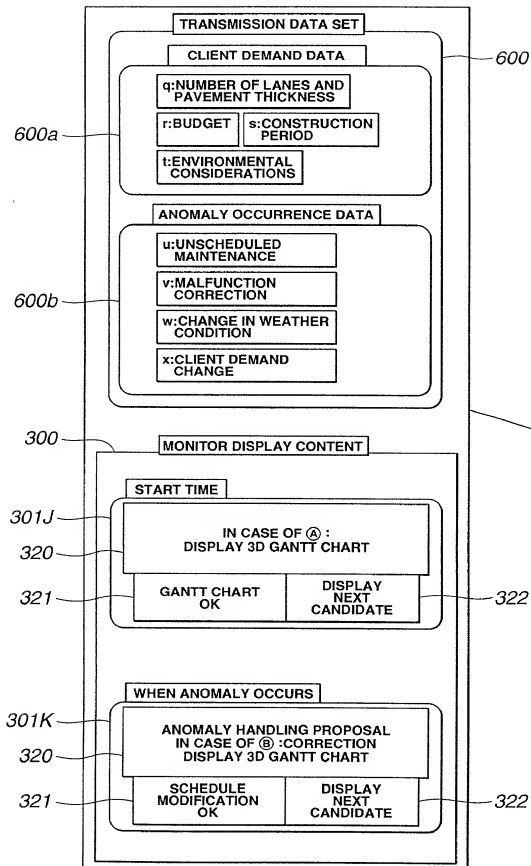 TRANSMISSION DATA SET
600
CLIENT DEMAND DATA
q:NUMBER OF LANES AND
PAVEMENT THICKNESS
600a
r:BUDGET
s:CONSTRUCTION
PERIOD
t:ENVIRONMENTAL
CONSIDERATIONS
ANOMALY OCCURRENCE DATA
u:UNSCHEDULED
MAINTENANCE
600b
v:MALFUNCTION
CORRECTION
w:CHANGE IN WEATHER
CONDITION
x:CLIENT DEMAND
CHANGE
300
MONITOR DISPLAY CONTENT
START TIME
301J
IN CASE OF Ⓐ :
DISPLAY 3D GANTT CHART
320
321
GANTT CHART
OK
DISPLAY
NEXT
CANDIDATE
322
WHEN ANOMALY OCCURS
301K
ANOMALY HANDLING PROPOSAL
IN CASE OF Ⓑ :CORRECTION
DISPLAY 3D GANTT CHART
320
321
SCHEDULE
MODIFICATION
OK
DISPLAY
NEXT
CANDIDATE
322